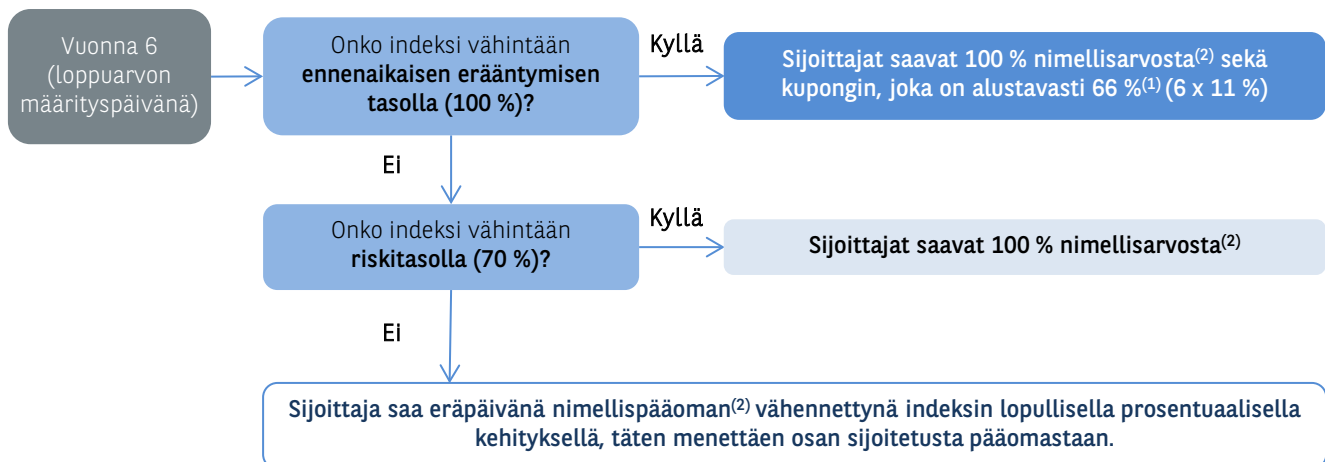 Vuonna 6
(loppuarvon
määrityspäivänä)
Onko indeksi vähintään
ennenaikaisen erääntymisen
tasolla (100 %)?
Kyllä
Sijoittajat saavat 100 % nimellisarvosta(2) sekä
kupongin, joka on alustavasti 66 %(1) (6 x 11 %)
Ei
Onko indeksi vähintään
riskitasolla (70 %)?
Kyllä
Sijoittajat saavat 100 % nimellisarvosta(2)
Ei
Sijoittaja saa eräpäivänä nimellispääoman(2) vähennettynä indeksin lopullisella prosentuaalisella
kehityksellä, täten menettäen osan sijoitetusta pääomastaan.